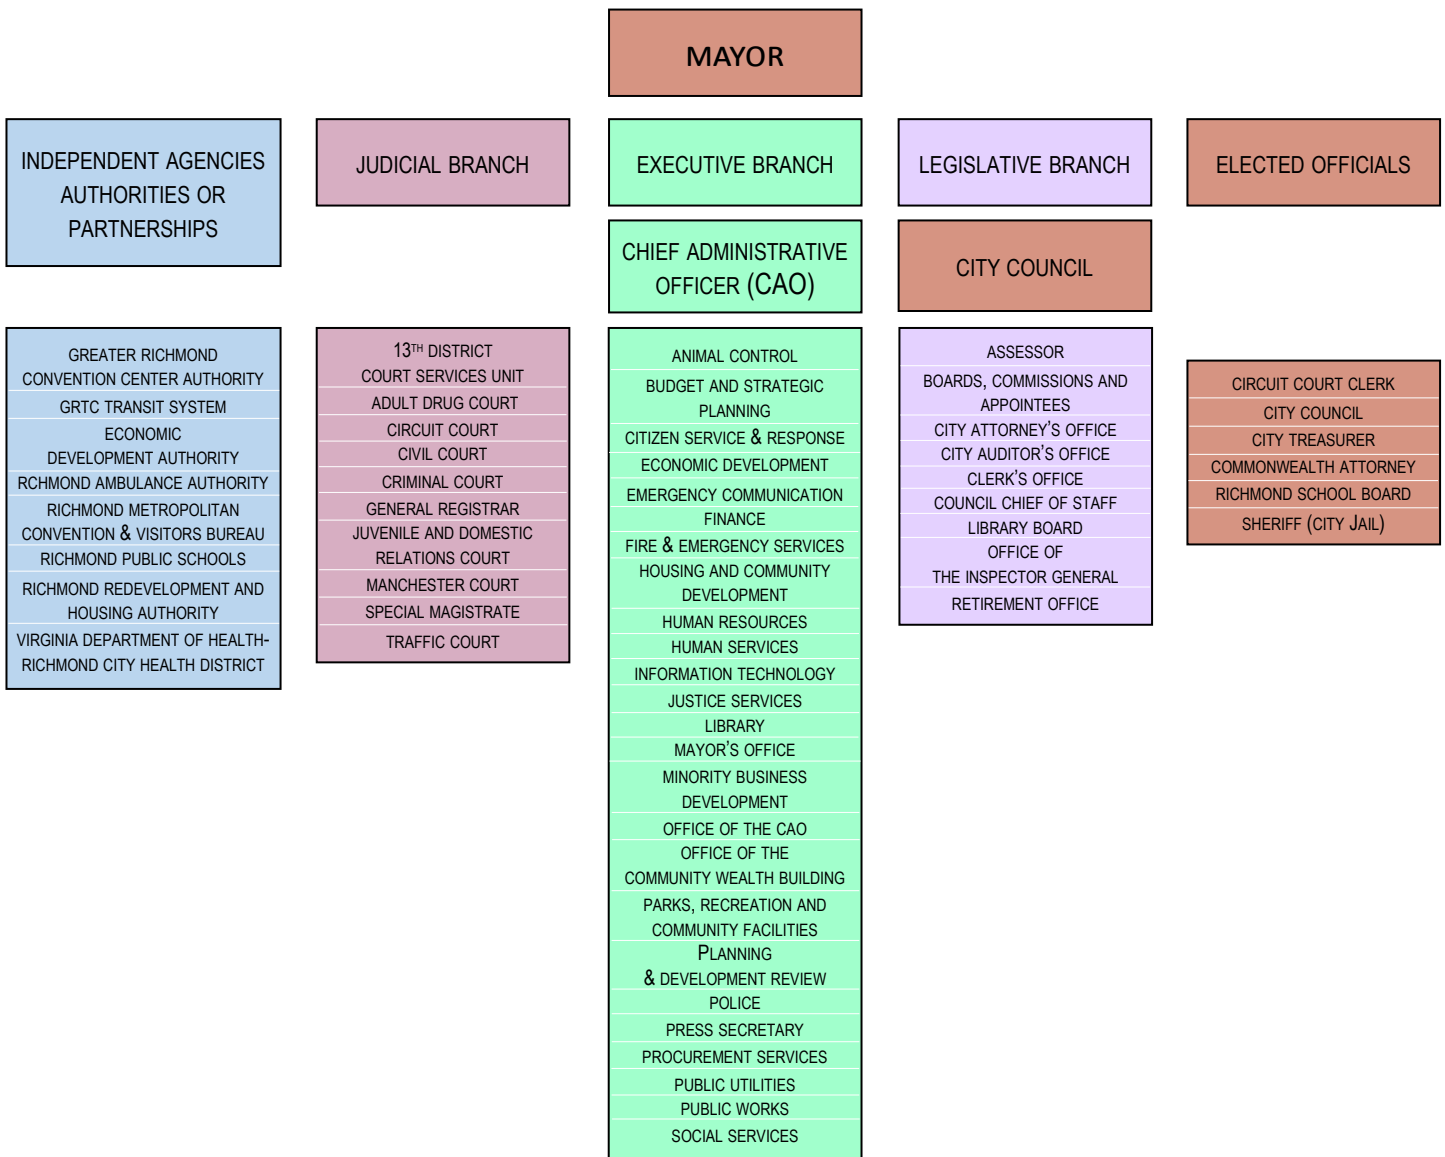 MAYOR
INDEPENDENT AGENCIES
AUTHORITIES OR
PARTNERSHIPS
JUDICIAL BRANCH
EXECUTIVE BRANCH
LEGISLATIVE BRANCH
ELECTED OFFICIALS
CHIEF ADMINISTRATIVE
OFFICER (CAO)
CITY COUNCIL
GREATER RICHMOND
CONVENTION CENTER AUTHORITY
GRTC TRANSIT SYSTEM
ECONOMIC
DEVELOPMENT AUTHORITY
RCHMOND AMBULANCE AUTHORITY
RICHMOND METROPOLITAN
CONVENTION & VISITORS BUREAU
RICHMOND PUBLIC SCHOOLS
RICHMOND REDEVELOPMENT AND
HOUSING AUTHORITY
VIRGINIA DEPARTMENT OF HEALTH-
RICHMOND CITY HEALTH DISTRICT
13TH DISTRICT
COURT SERVICES UNIT
ADULT DRUG COURT
CIRCUIT COURT
CIVIL COURT
CRIMINAL COURT
GENERAL REGISTRAR
JUVENILE AND DOMESTIC
RELATIONS COURT
MANCHESTER COURT
SPECIAL MAGISTRATE
TRAFFIC COURT
ANIMAL CONTROL
BUDGET AND STRATEGIC
PLANNING
CITIZEN SERVICE & RESPONSE
ECONOMIC DEVELOPMENT
EMERGENCY COMMUNICATION
FINANCE
FIRE & EMERGENCY SERVICES
HOUSING AND COMMUNITY
DEVELOPMENT
HUMAN RESOURCES
HUMAN SERVICES
INFORMATION TECHNOLOGY
JUSTICE SERVICES
LIBRARY
MAYOR'S OFFICE
MINORITY BUSINESS
DEVELOPMENT
OFFICE OF THE CAO
OFFICE OF THE
COMMUNITY WEALTH BUILDING
PARKS, RECREATION AND
COMMUNITY FACILITIES
PLANNING
& DEVELOPMENT REVIEW
POLICE
PRESS SECRETARY
PROCUREMENT SERVICES
PUBLIC UTILITIES
PUBLIC WORKS
SOCIAL SERVICES
ASSESSOR
BOARDS, COMMISSIONS AND
APPOINTEES
CITY ATTORNEY'S OFFICE
CITY AUDITOR'S OFFICE
CLERK'S OFFICE
COUNCIL CHIEF OF STAFF
LIBRARY BOARD
OFFICE OF
THE INSPECTOR GENERAL
RETIREMENT OFFICE
CIRCUIT COURT CLERK
CITY COUNCIL
CITY TREASURER
COMMONWEALTH ATTORNEY
RICHMOND SCHOOL BOARD
SHERIFF (CITY JAIL)